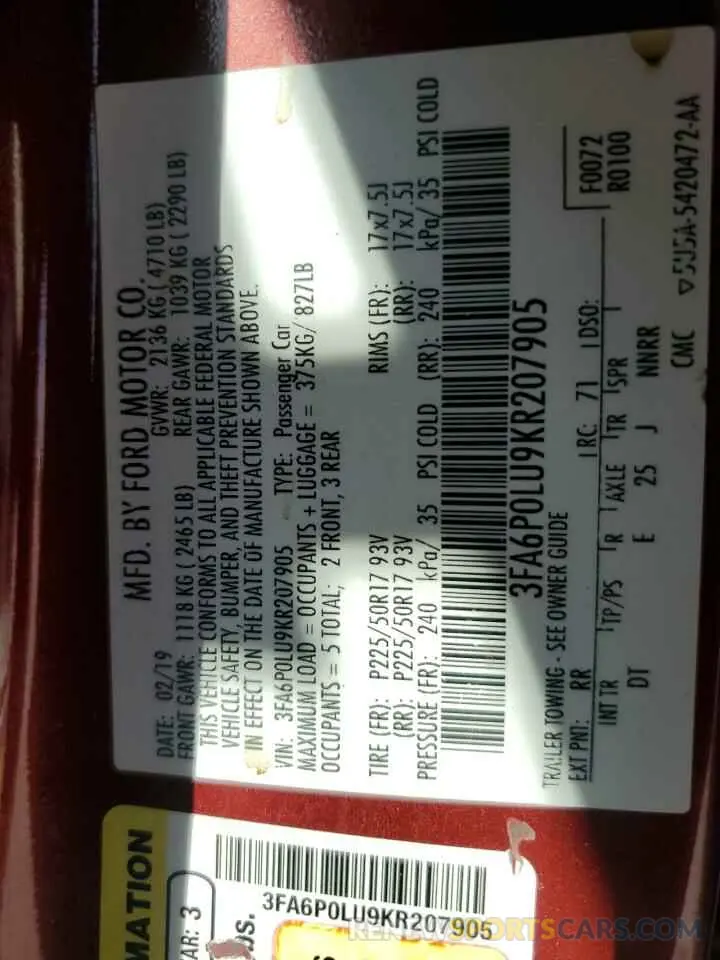 MFD. BY FORD MOTOR CO.
DATE: 02/19 GVWR: 2136 KG ( 4710 LB)
FRONT GAWR: 1118 KG ( 2465 LB) REAR GAWR: 1039 KG ( 2290 LB)
THIS VEHICLE CONFORMS TO ALL APPLICABLE FEDERAL MOTOR
VEHICLE SAFETY, BUMPER, AND THEFT PREVENTION STANDARDS
IN EFFECT ON THE DATE OF MANUFACTURE SHOWN ABOVE.
VIN: 3FA6P0LU9KR207905 TYPE: Passenger Car
MAXIMUM LOAD = OCCUPANTS + LUGGAGE = 375KG/ 827LB
OCCUPANTS = 5 TOTAL; 2 FRONT, 3 REAR
TIRE (FR): P225/50R17 93V RIMS (FR): 17x7.5J
(RR): P225/50R17 93V (RR): 17x7.5J
PRESSURE (FR): 240 kPa/ 35 PSI COLD (RR): 240 kPa/ 35 PSI COLD
3FA6P0LU9KR207905
TRAILER TOWING - SEE OWNER GUIDE F0072
EXT PNT: RR RC: 71 DSO: R0100
INT TR TP/PS R AXLE TR SPR
DT E 25 J NNRR
CMC 5U5A-5420472-AA
MATION
AR: 3
3FA6P0LU9KR207905
bs.
RENEWSPORTSCARS.COM